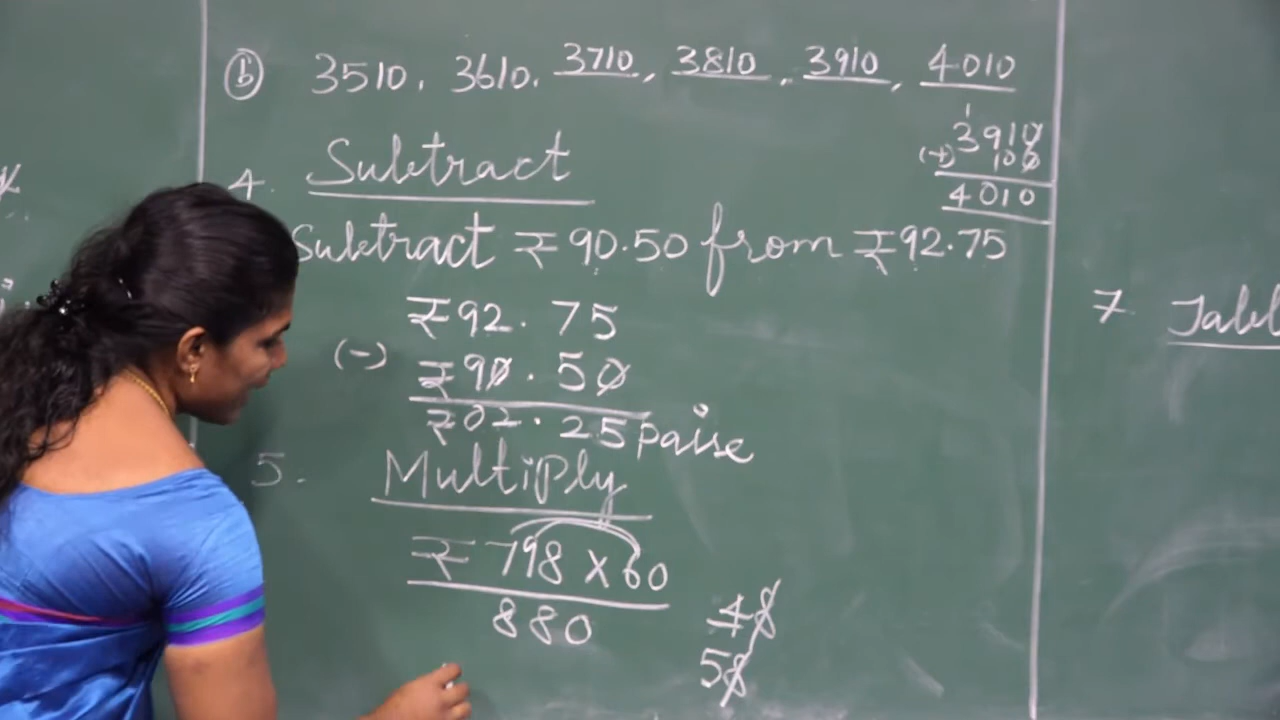 ⓑ 3510, 3610, 3710, 3810, 3910, 4010
1
3910
(+) 100
4010
4. Subtract
Subtract ₹90.50 from ₹92.75
₹92.75
(-) ₹90.50
₹02.25 paise
5. Multiply
₹798 x 60
880
48
58
7.